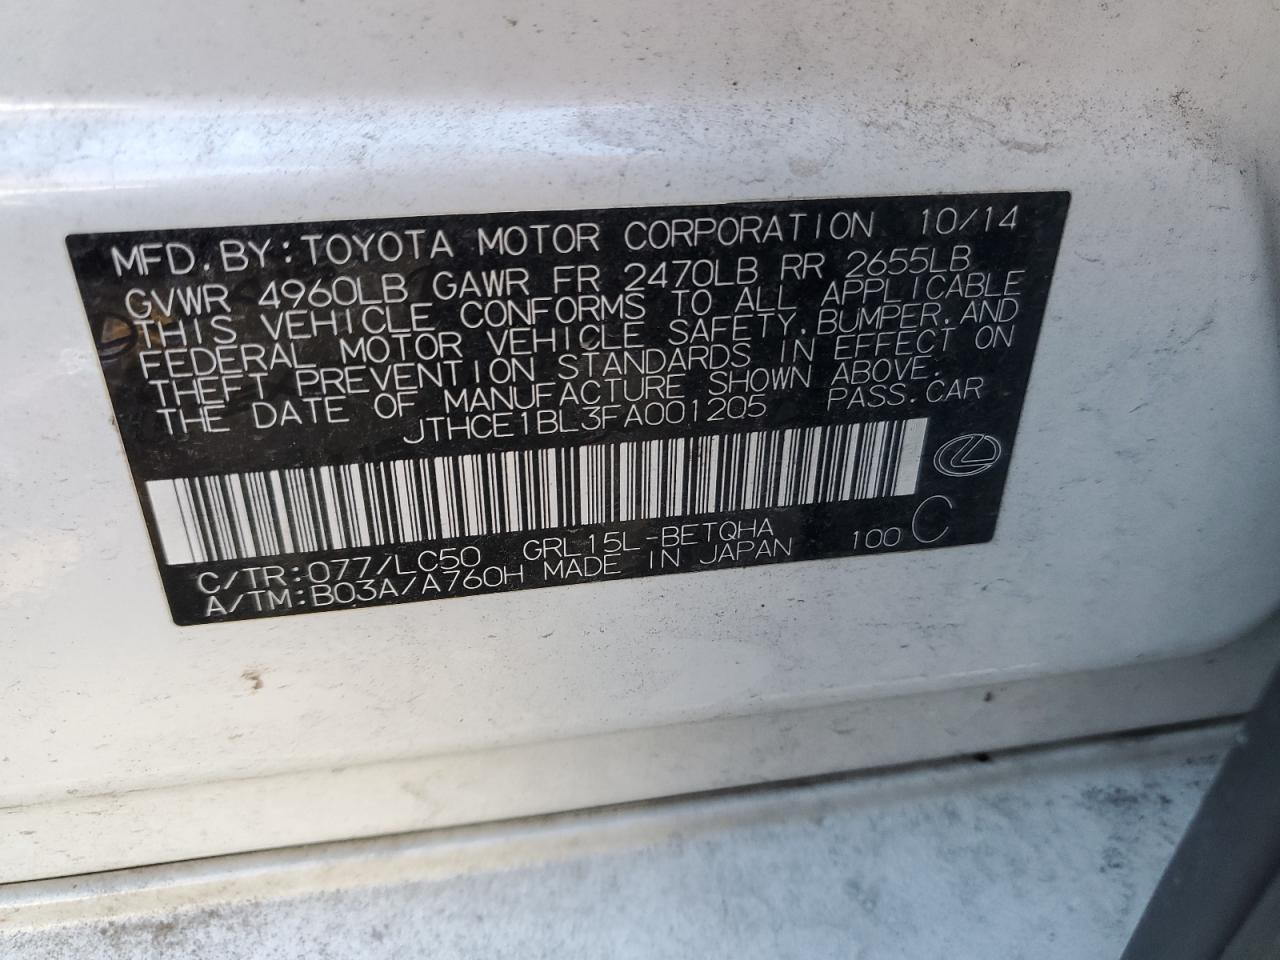 MFD.BY:TOYOTA MOTOR CORPORATION 10/14
GVWR 4960LB GAWR FR 2470LB RR 2655LB
THIS VEHICLE CONFORMS TO ALL APPLICABLE
FEDERAL MOTOR VEHICLE SAFETY,BUMPER,AND
THEFT PREVENTION STANDARDS IN EFFECT ON
THE DATE OF MANUFACTURE SHOWN ABOVE.
JTHCE1BL3FA001205 PASS.CAR
C/TR:077/LC50 GRL15L-BETQHA 100 C
A/TM:B03A/A760H MADE IN JAPAN